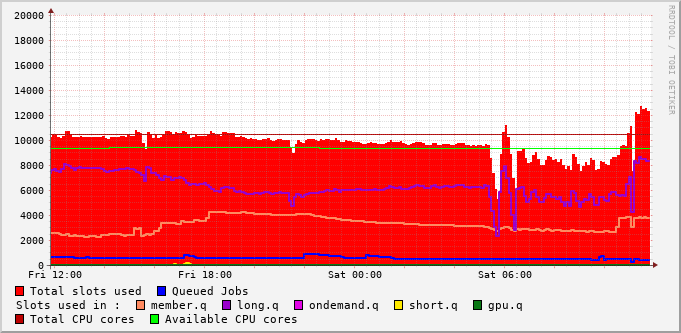 20000
18000
16000
14000
12000
10000
8000
6000
4000
2000
0
Fri 12:00 Fri 18:00 Sat 00:00 Sat 06:00
RRDTOOL / TOBI OETIKER
Total slots used Queued Jobs
Slots used in : member.q long.q ondemand.q short.q gpu.q
Total CPU cores Available CPU cores